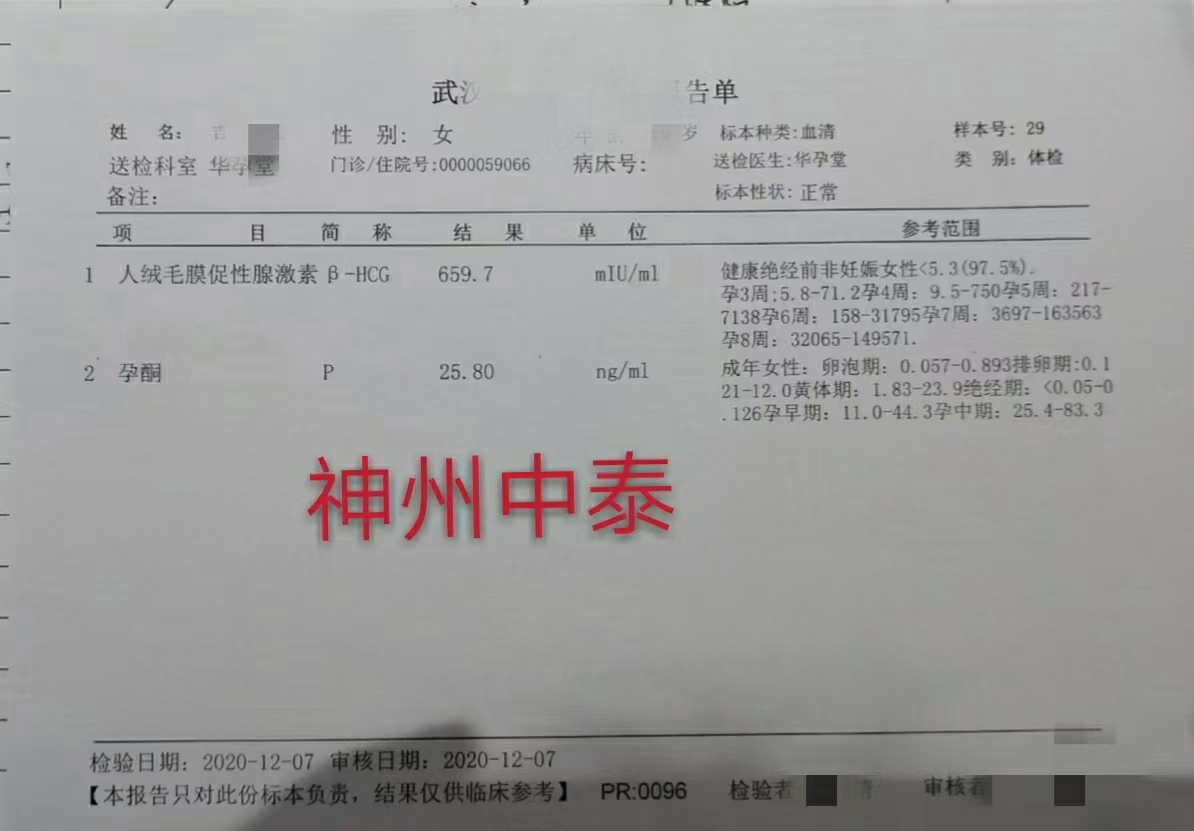 武汉 告单
姓 名: 吉 性 别: 女 岁 标本种类:血清 样本号: 29
送检科室 华孕堂 门诊/住院号:0000059066 病床号: 送检医生:华孕堂 类 别: 体检
备注: 标本性状: 正常
项 目 简 称 结 果 单 位 参考范围
1 人绒毛膜促性腺激素 β-HCG 659.7 mIU/ml 健康绝经前非妊娠女性<5.3(97.5%).
孕3周;5.8-71.2孕4周: 9.5-750孕5周: 217-
7138孕6周: 158-31795孕7周: 3697-163563
孕8周: 32065-149571.
2 孕酮 P 25.80 ng/ml 成年女性: 卵泡期: 0.057-0.893排卵期:0.1
21-12.0黄体期: 1.83-23.9绝经期: <0.05-0
.126孕早期: 11.0-44.3孕中期: 25.4-83.3
神州中泰
检验日期: 2020-12-07 审核日期: 2020-12-07
【本报告只对此份标本负责, 结果仅供临床参考】 PR:0096 检验者 审核者